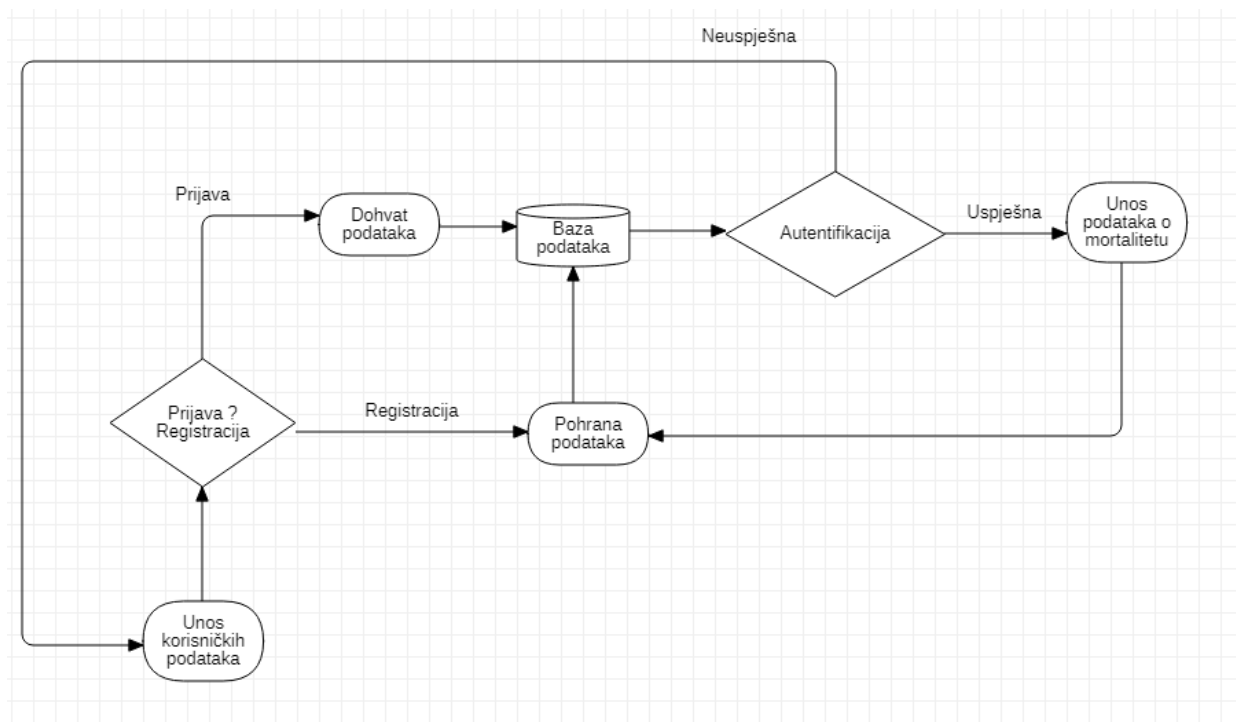 Neuspješna
Prijava
Dohvat
podataka
Baza
podataka
Autentifikacija
Uspješna
Unos
podataka o
mortalitetu
Prijava ?
Registracija
Registracija
Pohrana
podataka
Unos
korisničkih
podataka